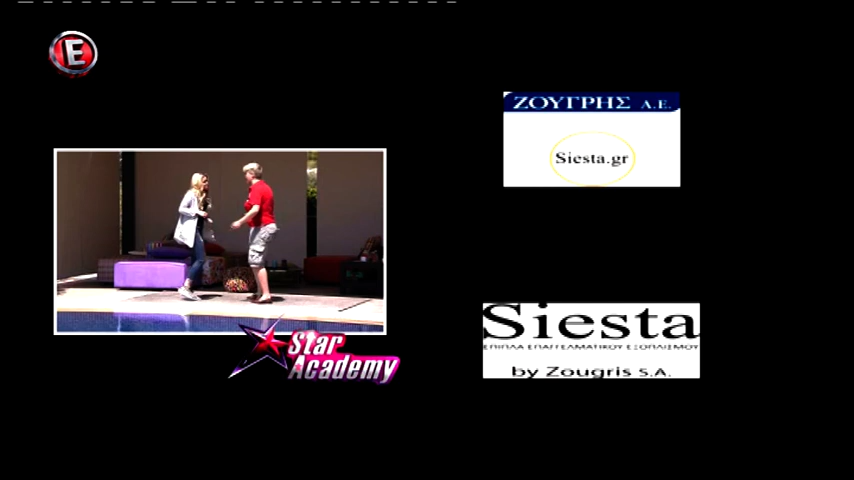 E
Star
Academy
ΖΟΥΓΡΗΣ Α.Ε.
Siesta.gr
Siesta
ΕΠΙΠΛΑ ΕΠΑΓΓΕΛΜΑΤΙΚΟΥ ΕΞΟΠΛΙΣΜΟΥ
by Zougris S.A.